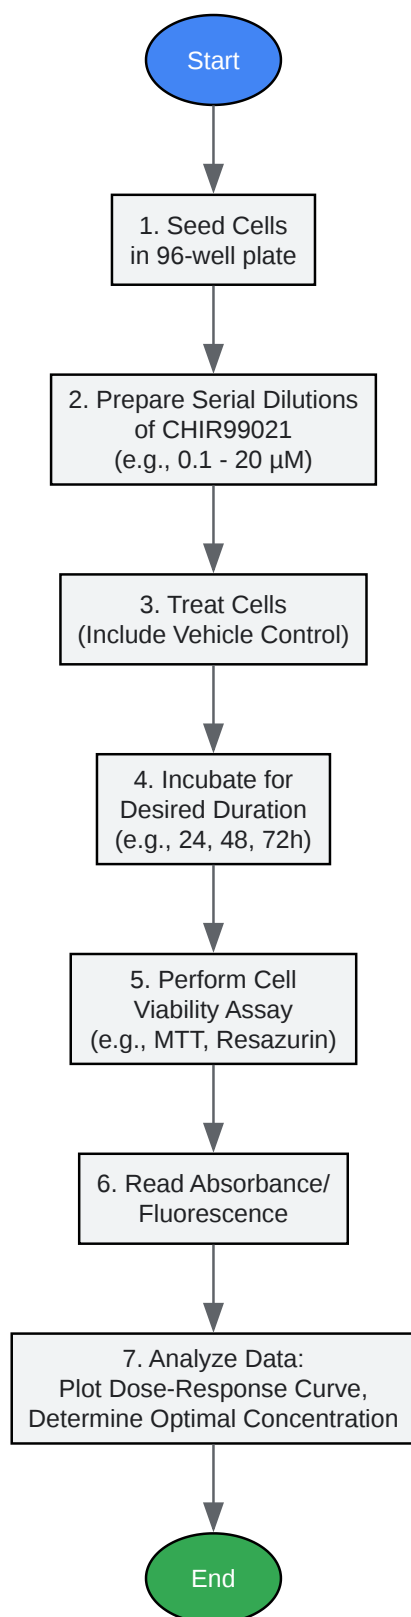 Start
1. Seed Cells
in 96-well plate
2. Prepare Serial Dilutions
of CHIR99021
(e.g., 0.1 - 20 µM)
3. Treat Cells
(Include Vehicle Control)
4. Incubate for
Desired Duration
(e.g., 24, 48, 72h)
5. Perform Cell
Viability Assay
(e.g., MTT, Resazurin)
6. Read Absorbance/
Fluorescence
7. Analyze Data:
Plot Dose-Response Curve,
Determine Optimal Concentration
End